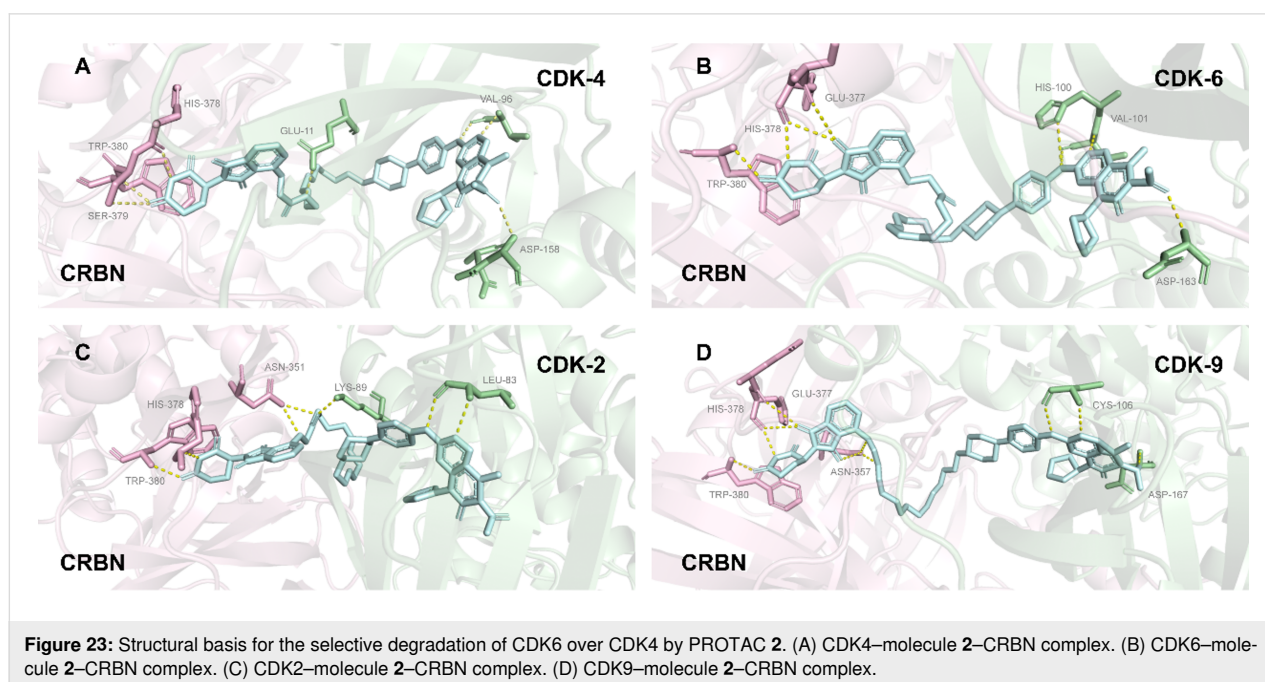 A
CDK-4
HIS-378
VAL-96
GLU-11
TRP-380
SER-379
ASP-158
CRBN
B
CDK-6
HIS-100
GLU-377
VAL-101
HIS-378
TRP-380
ASP-163
CRBN
C
CDK-2
ASN-351
LYS-89
LEU-83
HIS-378
TRP-380
CRBN
D
CDK-9
GLU-377
HIS-378
CYS-106
ASN-357
TRP-380
ASP-167
CRBN
Figure 23: Structural basis for the selective degradation of CDK6 over CDK4 by PROTAC 2. (A) CDK4–molecule 2–CRBN complex. (B) CDK6–mole-
cule 2–CRBN complex. (C) CDK2–molecule 2–CRBN complex. (D) CDK9–molecule 2–CRBN complex.